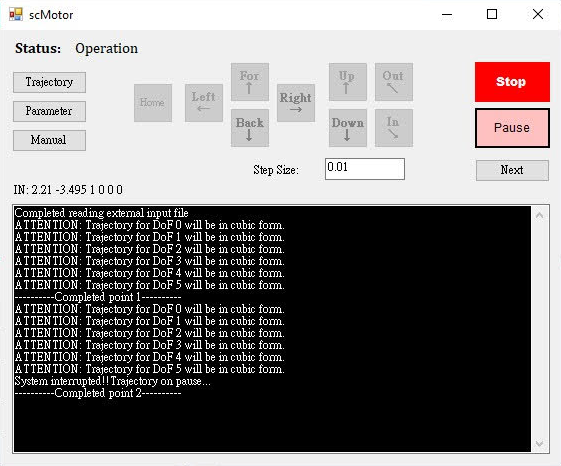 scMotor
Status: Operation
Trajectory
Parameter
Manual
Home
Left
For
Back
Right
Up
Down
Out
In
Stop
Pause
Next
Step Size: 0.01
IN: 2.21 -3.495 1 0 0 0
Completed reading external input file
ATTENTION: Trajectory for DoF 0 will be in cubic form.
ATTENTION: Trajectory for DoF 1 will be in cubic form.
ATTENTION: Trajectory for DoF 2 will be in cubic form.
ATTENTION: Trajectory for DoF 3 will be in cubic form.
ATTENTION: Trajectory for DoF 4 will be in cubic form.
ATTENTION: Trajectory for DoF 5 will be in cubic form.
----------Completed point 1----------
ATTENTION: Trajectory for DoF 0 will be in cubic form.
ATTENTION: Trajectory for DoF 1 will be in cubic form.
ATTENTION: Trajectory for DoF 2 will be in cubic form.
ATTENTION: Trajectory for DoF 3 will be in cubic form.
ATTENTION: Trajectory for DoF 4 will be in cubic form.
ATTENTION: Trajectory for DoF 5 will be in cubic form.
System interrupted!! Trajectory on pause...
----------Completed point 2----------